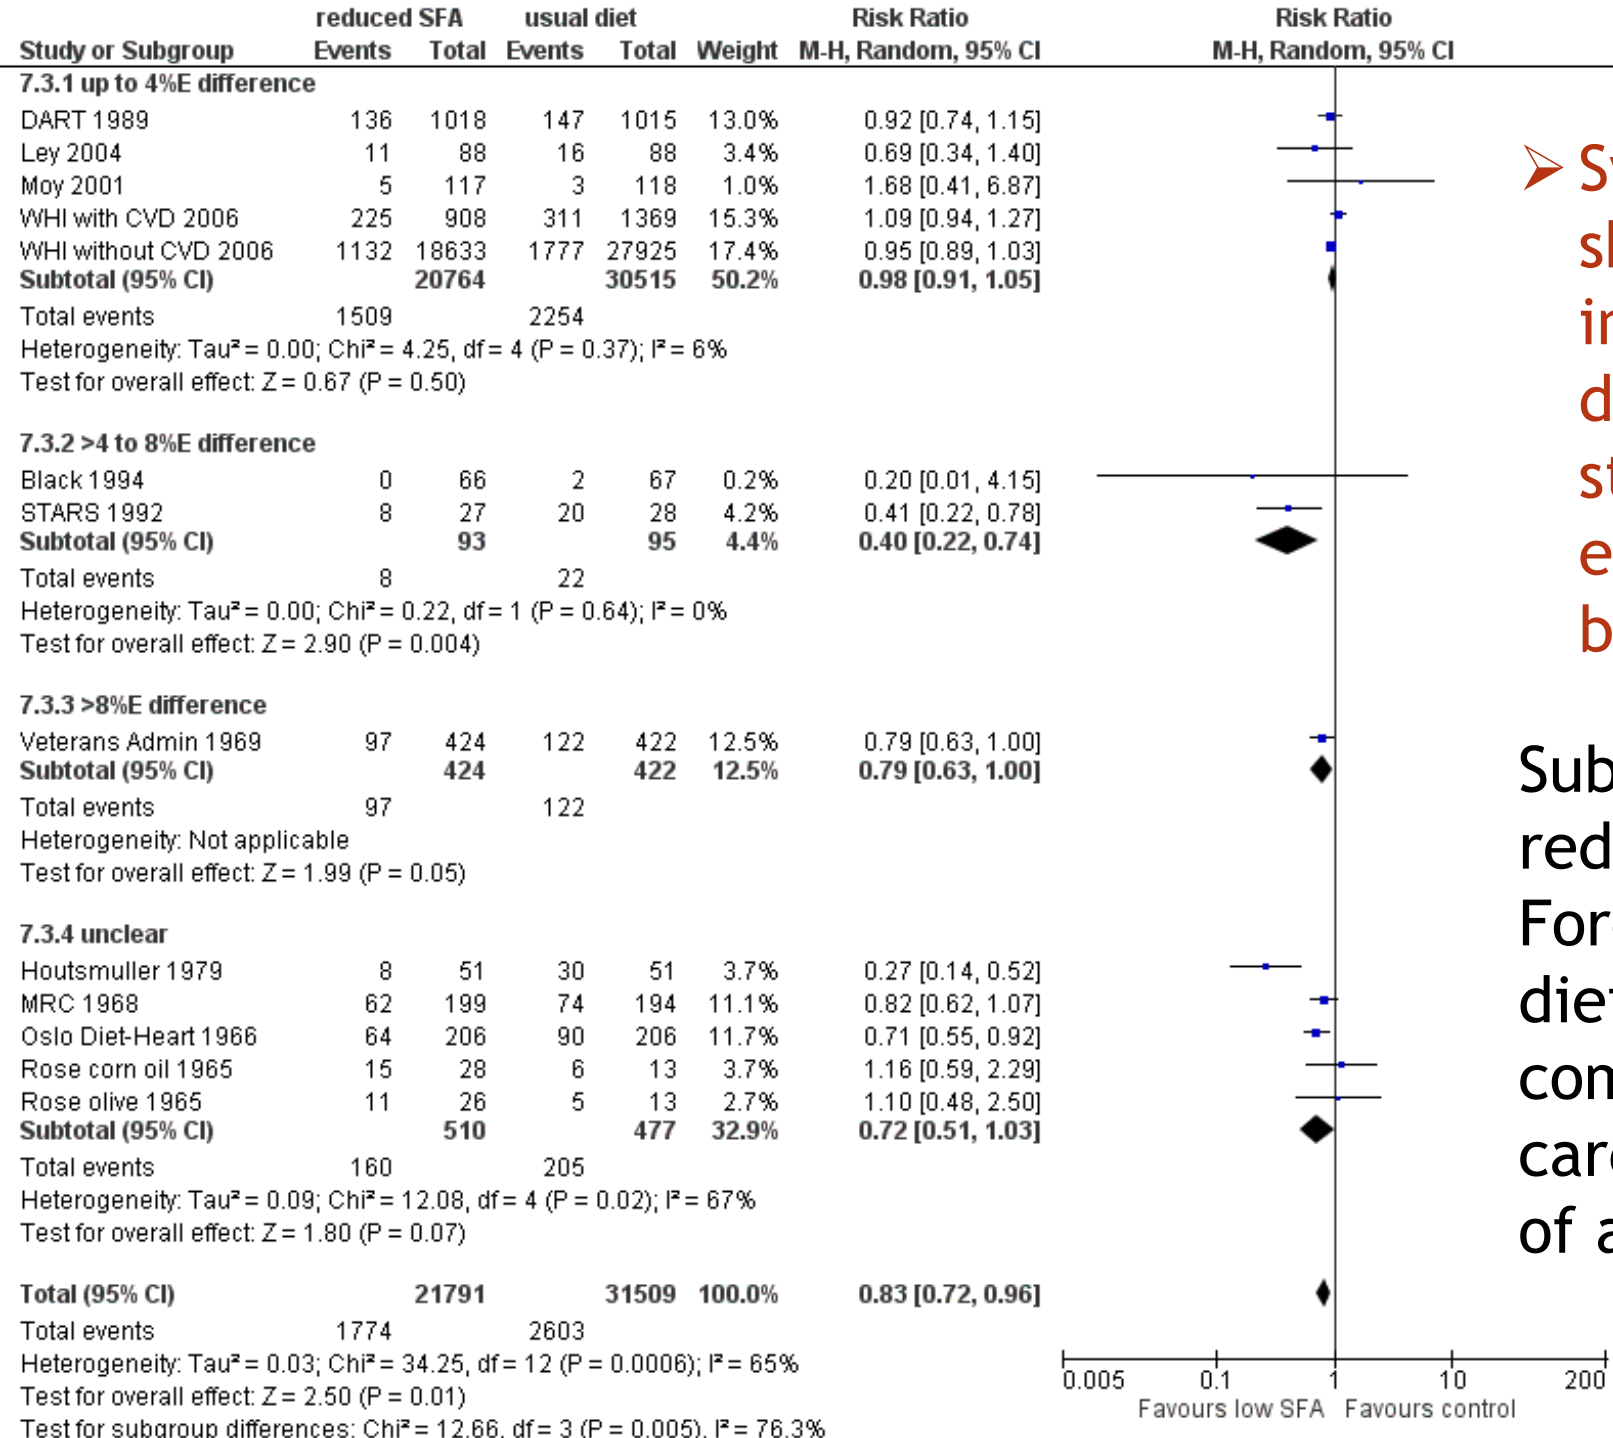 reduced SFA usual diet Risk Ratio Risk Ratio
Study or Subgroup Events Total Events Total Weight M-H, Random, 95% CI M-H, Random, 95% CI
7.3.1 up to 4%E difference
DART 1989 136 1018 147 1015 13.0% 0.92 [0.74, 1.15]
Ley 2004 11 88 16 88 3.4% 0.69 [0.34, 1.40]
Moy 2001 5 117 3 118 1.0% 1.68 [0.41, 6.87]
WHI with CVD 2006 225 908 311 1369 15.3% 1.09 [0.94, 1.27]
WHI without CVD 2006 1132 18633 1777 27925 17.4% 0.95 [0.89, 1.03]
Subtotal (95% CI) 20764 30515 50.2% 0.98 [0.91, 1.05]
Total events 1509 2254
Heterogeneity: Tau² = 0.00; Chi² = 4.25, df = 4 (P = 0.37); I² = 6%
Test for overall effect: Z = 0.67 (P = 0.50)
7.3.2 >4 to 8%E difference
Black 1994 0 66 2 67 0.2% 0.20 [0.01, 4.15]
STARS 1992 8 27 20 28 4.2% 0.41 [0.22, 0.78]
Subtotal (95% CI) 93 95 4.4% 0.40 [0.22, 0.74]
Total events 8 22
Heterogeneity: Tau² = 0.00; Chi² = 0.22, df = 1 (P = 0.64); I² = 0%
Test for overall effect: Z = 2.90 (P = 0.004)
7.3.3 >8%E difference
Veterans Admin 1969 97 424 122 422 12.5% 0.79 [0.63, 1.00]
Subtotal (95% CI) 424 422 12.5% 0.79 [0.63, 1.00]
Total events 97 122
Heterogeneity: Not applicable
Test for overall effect: Z = 1.99 (P = 0.05)
7.3.4 unclear
Houtsmuller 1979 8 51 30 51 3.7% 0.27 [0.14, 0.52]
MRC 1968 62 199 74 194 11.1% 0.82 [0.62, 1.07]
Oslo Diet-Heart 1966 64 206 90 206 11.7% 0.71 [0.55, 0.92]
Rose corn oil 1965 15 28 6 13 3.7% 1.16 [0.59, 2.29]
Rose olive 1965 11 26 5 13 2.7% 1.10 [0.48, 2.50]
Subtotal (95% CI) 510 477 32.9% 0.72 [0.51, 1.03]
Total events 160 205
Heterogeneity: Tau² = 0.09; Chi² = 12.08, df = 4 (P = 0.02); I² = 67%
Test for overall effect: Z = 1.80 (P = 0.07)
Total (95% CI) 21791 31509 100.0% 0.83 [0.72, 0.96]
Total events 1774 2603
Heterogeneity: Tau² = 0.03; Chi² = 34.25, df = 12 (P = 0.0006); I² = 65%
Test for overall effect: Z = 2.50 (P = 0.01)
Test for subgroup differences: Chi² = 12.66, df = 3 (P = 0.005), I² = 76.3%
0.005 0.1 1 10 200
Favours low SFA Favours control
Sub
red
For
die
com
car
of a